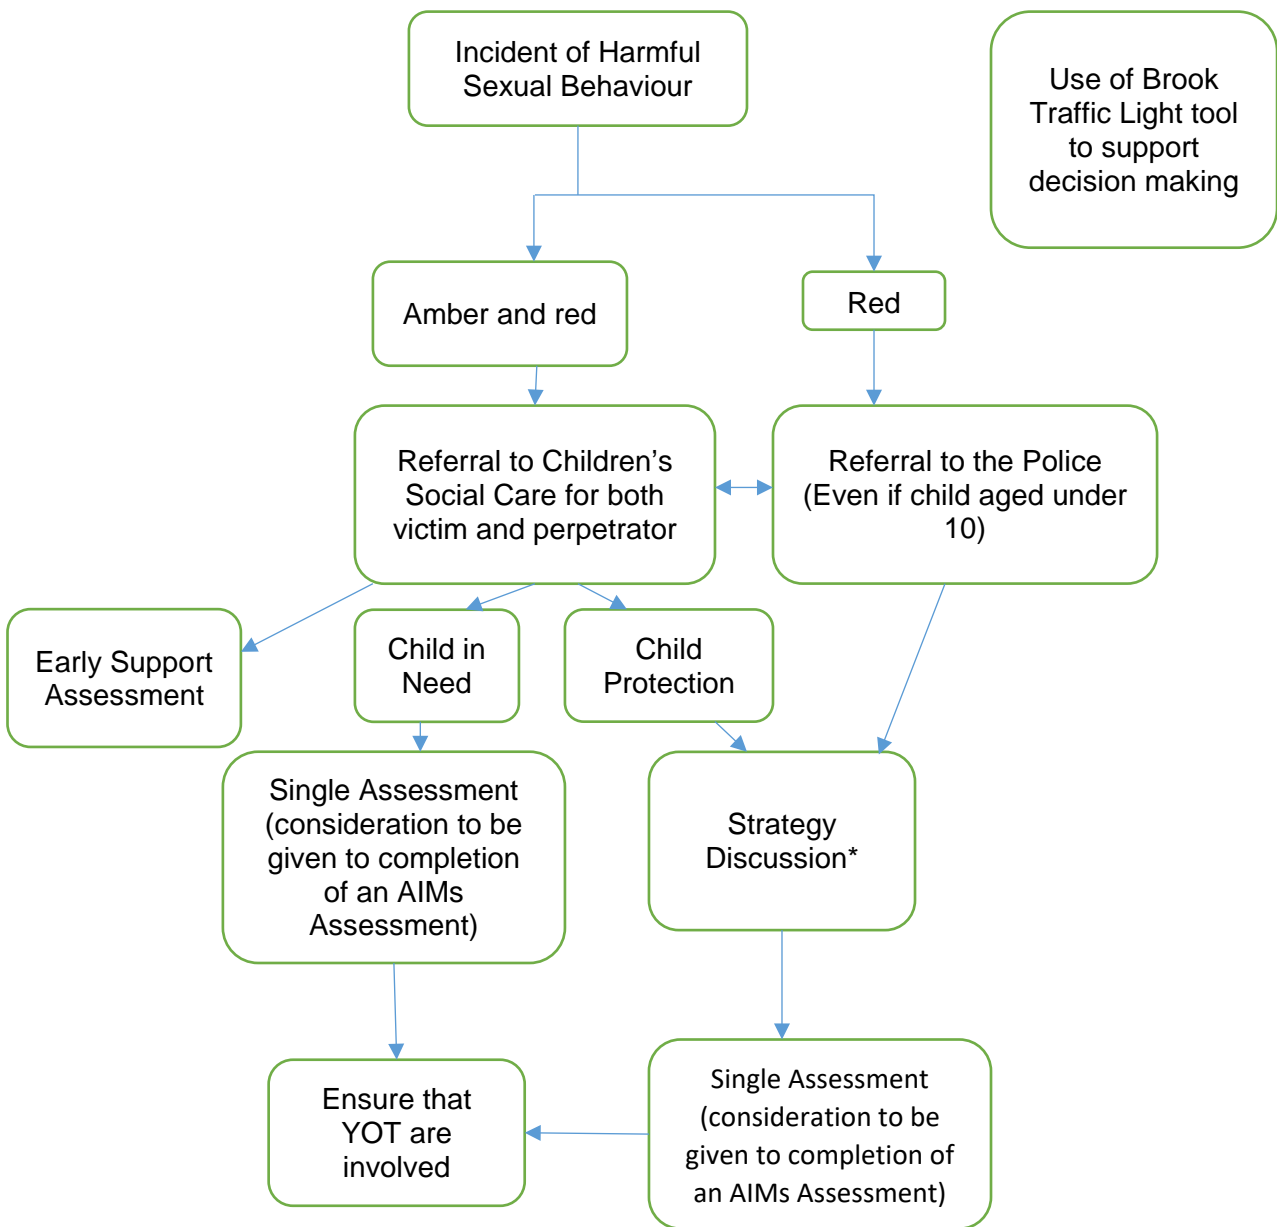 Incident of Harmful
Sexual Behaviour
Use of Brook
Traffic Light tool
to support
decision making
Amber and red
Red
Referral to Children’s
Social Care for both
victim and perpetrator
Referral to the Police
(Even if child aged under
10)
Early Support
Assessment
Child in
Need
Child
Protection
Single Assessment
(consideration to be
given to completion
of an AIMs
Assessment)
Strategy
Discussion*
Ensure that
YOT are
involved
Single Assessment
(consideration to be
given to completion of
an AIMs Assessment)